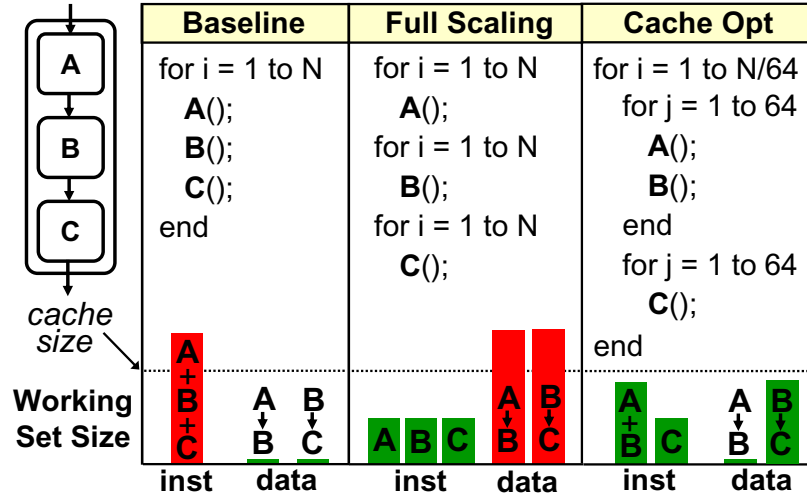 A
B
C
cache
size
Working
Set Size
Baseline
for i = 1 to N
A();
B();
C();
end
A
+
B
+
C
A
B
B
C
inst
data
Full Scaling
for i = 1 to N
A();
for i = 1 to N
B();
for i = 1 to N
C();
A B C
A
B
B
C
inst
data
Cache Opt
for i = 1 to N/64
for j = 1 to 64
A();
B();
end
for j = 1 to 64
C();
end
A
+
B
C
A
B
B
C
inst
data